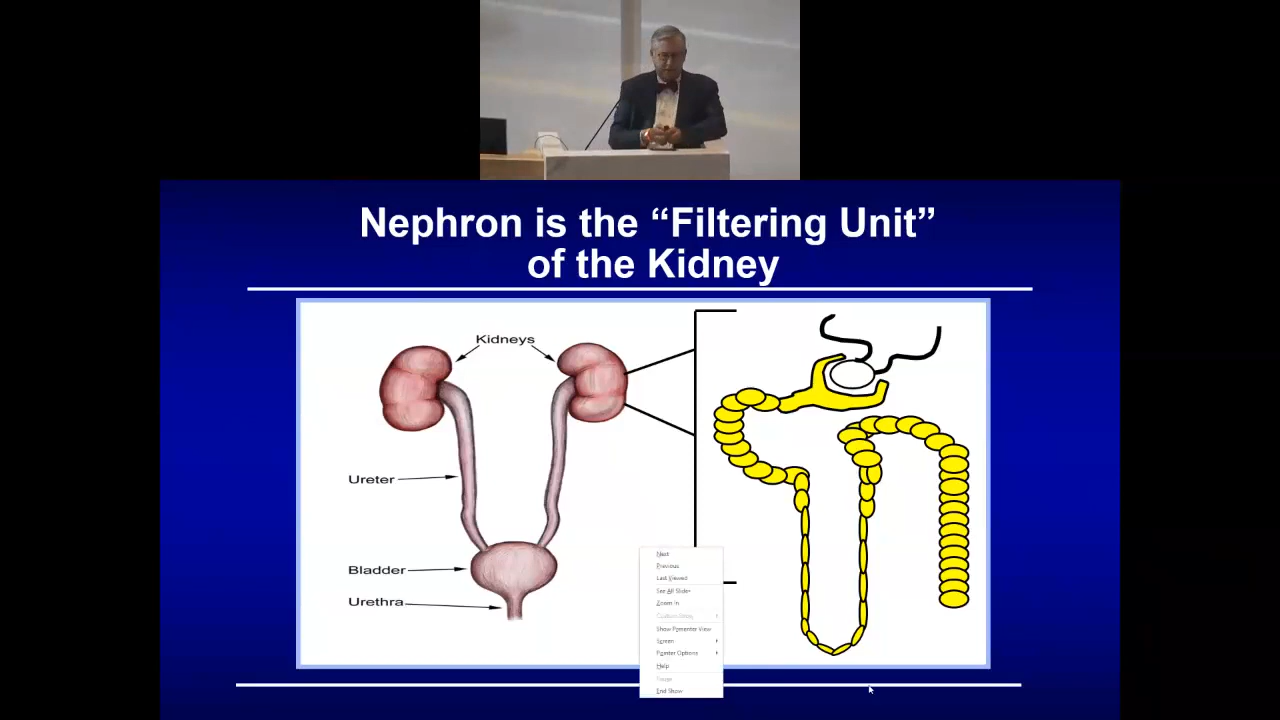 Nephron is the “Filtering Unit”
of the Kidney
Kidneys
Ureter
Bladder
Urethra
Next
Previous
Last Viewed
See All Slides
Zoom In
Show Presenter View
Screen
Pointer Options
Help
Pause
End Show